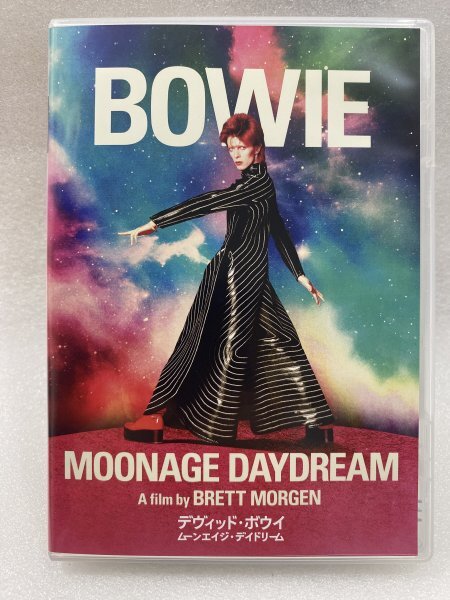 BOWIE
MOONAGE DAYDREAM
A film by BRETT MORGEN
デヴィッド・ボウイ
ムーンエイジ・デイドリーム